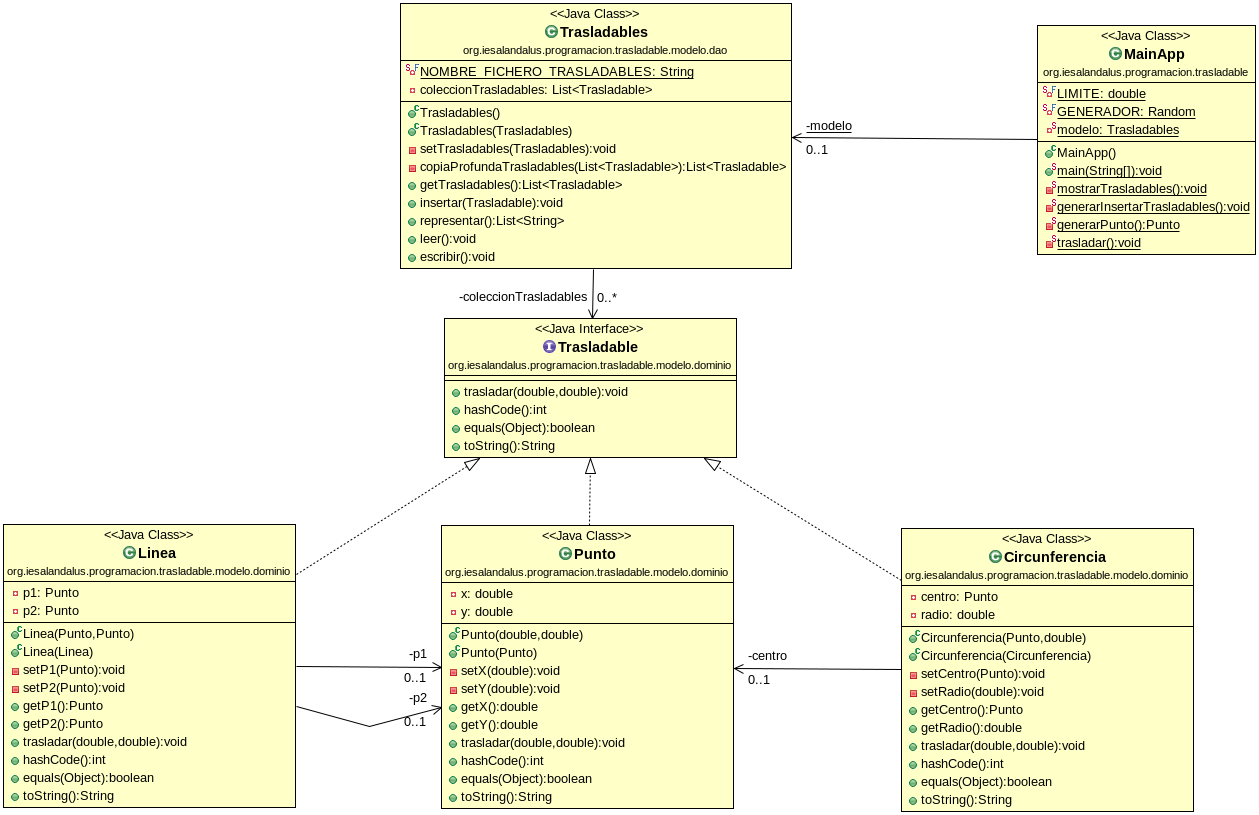 <<Java Class>>
Trasladables
org.iesalandalus.programacion.trasladable.modelo.dao
NOMBRE_FICHERO_TRASLADABLES: String
coleccionTrasladables: List<Trasladable>
Trasladables()
Trasladables(Trasladables)
setTrasladables(Trasladables):void
copiaProfundaTrasladables(List<Trasladable>):List<Trasladable>
getTrasladables():List<Trasladable>
insertar(Trasladable):void
representar():List<String>
leer():void
escribir():void
<<Java Class>>
MainApp
org.iesalandalus.programacion.trasladable
LIMITE: double
GENERADOR: Random
modelo: Trasladables
MainApp()
main(String[]):void
mostrarTrasladables():void
generarInsertarTrasladables():void
generarPunto():Punto
trasladar():void
-modelo
0..1
-coleccionTrasladables
0..*
<<Java Interface>>
Trasladable
org.iesalandalus.programacion.trasladable.modelo.dominio
trasladar(double,double):void
hashCode():int
equals(Object):boolean
toString():String
<<Java Class>>
Linea
org.iesalandalus.programacion.trasladable.modelo.dominio
p1: Punto
p2: Punto
Linea(Punto,Punto)
Linea(Linea)
setP1(Punto):void
setP2(Punto):void
getP1():Punto
getP2():Punto
trasladar(double,double):void
hashCode():int
equals(Object):boolean
toString():String
-p1
0..1
-p2
0..1
<<Java Class>>
Punto
org.iesalandalus.programacion.trasladable.modelo.dominio
x: double
y: double
Punto(double,double)
Punto(Punto)
setX(double):void
setY(double):void
getX():double
getY():double
trasladar(double,double):void
hashCode():int
equals(Object):boolean
toString():String
-centro
0..1
<<Java Class>>
Circunferencia
org.iesalandalus.programacion.trasladable.modelo.dominio
centro: Punto
radio: double
Circunferencia(Punto,double)
Circunferencia(Circunferencia)
setCentro(Punto):void
setRadio(double):void
getCentro():Punto
getRadio():double
trasladar(double,double):void
hashCode():int
equals(Object):boolean
toString():String